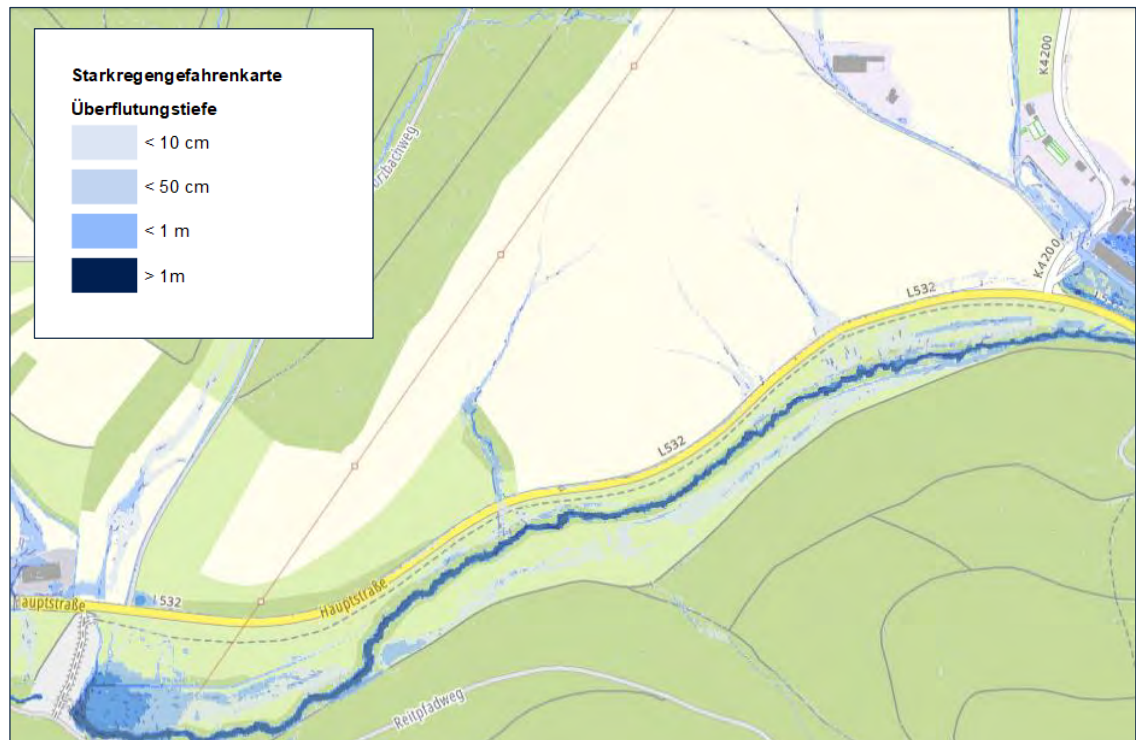 Starkregengefahrenkarte
Überflutungstiefe
< 10 cm
< 50 cm
< 1 m
> 1m
K4200
K4200
L532
L532
Hauptstraße
L532
Hauptstraße
Reitpfadweg